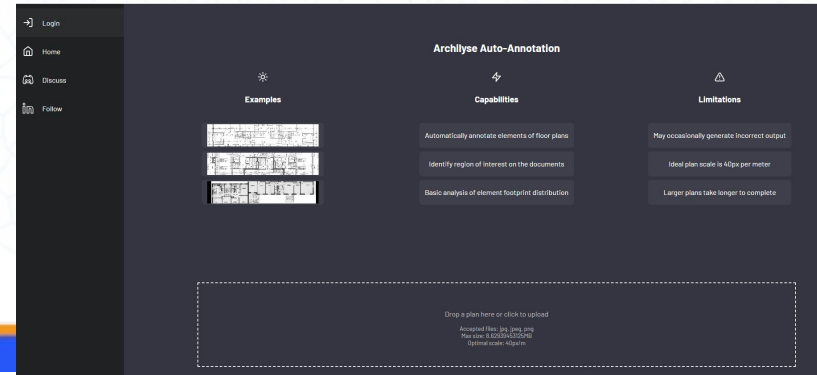 Login
Home
Discuss
Follow
Archilyse Auto-Annotation
Examples
Capabilities
Automatically annotate elements of floor plans
Identify region of interest on the documents
Basic analysis of element footprint distribution
Limitations
May occasionally generate incorrect output
Ideal plan scale is 40px per meter
Larger plans take longer to complete
Drop a plan here or click to upload
Accepted files: jpg, jpeg, png
Optimal scale: 40px/m